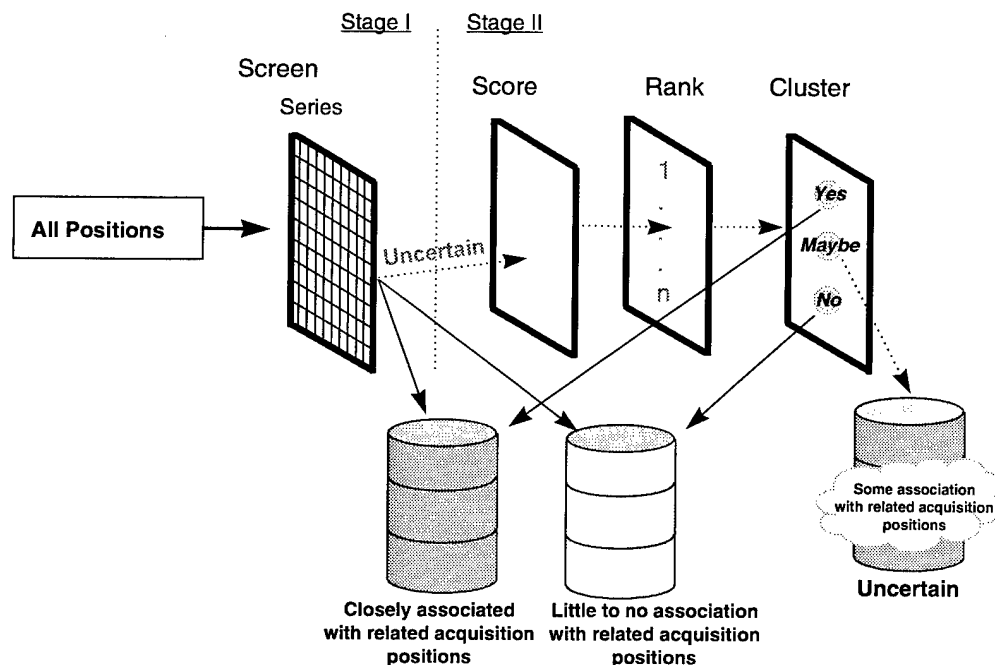 Stage I
Stage II
Screen
Series
Score
Rank
Cluster
All Positions
Uncertain
1
n
Yes
Maybe
No
Some association
with related acquisition
positions
Uncertain
Closely associated
with related acquisition
positions
Little to no association
with related acquisition
positions